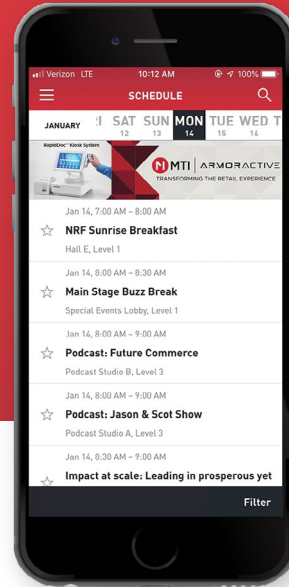 Verizon LTE 10:12 AM 100%
SCHEDULE
JANUARY SAT SUN MON TUE WED T
12 13 14 15 16
RapidDoc™ Kiosk System
MTI | ARMORACTIVE
TRANSFORMING THE RETAIL EXPERIENCE
Jan 14, 7:00 AM – 8:00 AM
NRF Sunrise Breakfast
Hall E, Level 1
Jan 14, 8:00 AM – 8:30 AM
Main Stage Buzz Break
Special Events Lobby, Level 1
Jan 14, 8:00 AM – 9:00 AM
Podcast: Future Commerce
Podcast Studio B, Level 3
Jan 14, 8:00 AM – 9:00 AM
Podcast: Jason & Scot Show
Podcast Studio A, Level 3
Jan 14, 8:30 AM – 9:00 AM
Impact at scale: Leading in prosperous yet
Filter